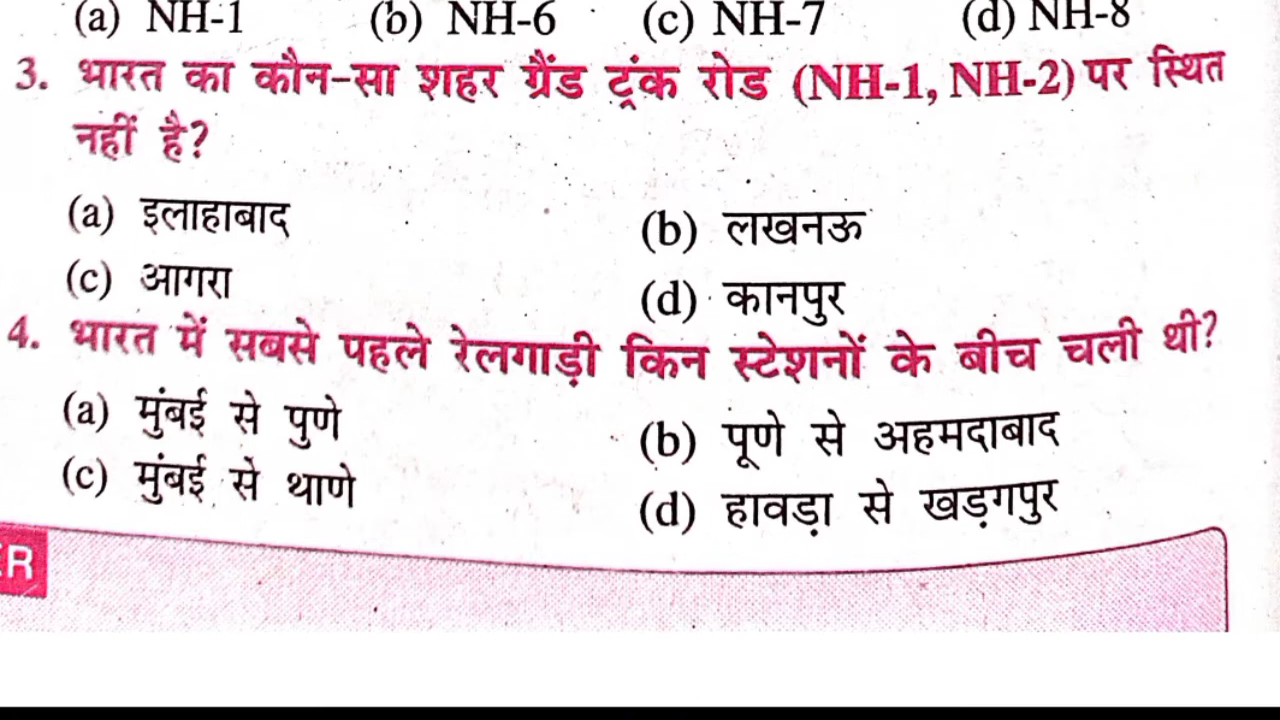 (a) NH-1 (b) NH-6 (c) NH-7 (d) NH-8
3. भारत का कौन-सा शहर ग्रैंड ट्रंक रोड (NH-1, NH-2) पर स्थित
नहीं है?
(a) इलाहाबाद (b) लखनऊ
(c) आगरा (d) कानपुर
4. भारत में सबसे पहले रेलगाड़ी किन स्टेशनों के बीच चली थी?
(a) मुंबई से पुणे (b) पूणे से अहमदाबाद
(c) मुंबई से थाणे (d) हावड़ा से खड़गपुर
ER